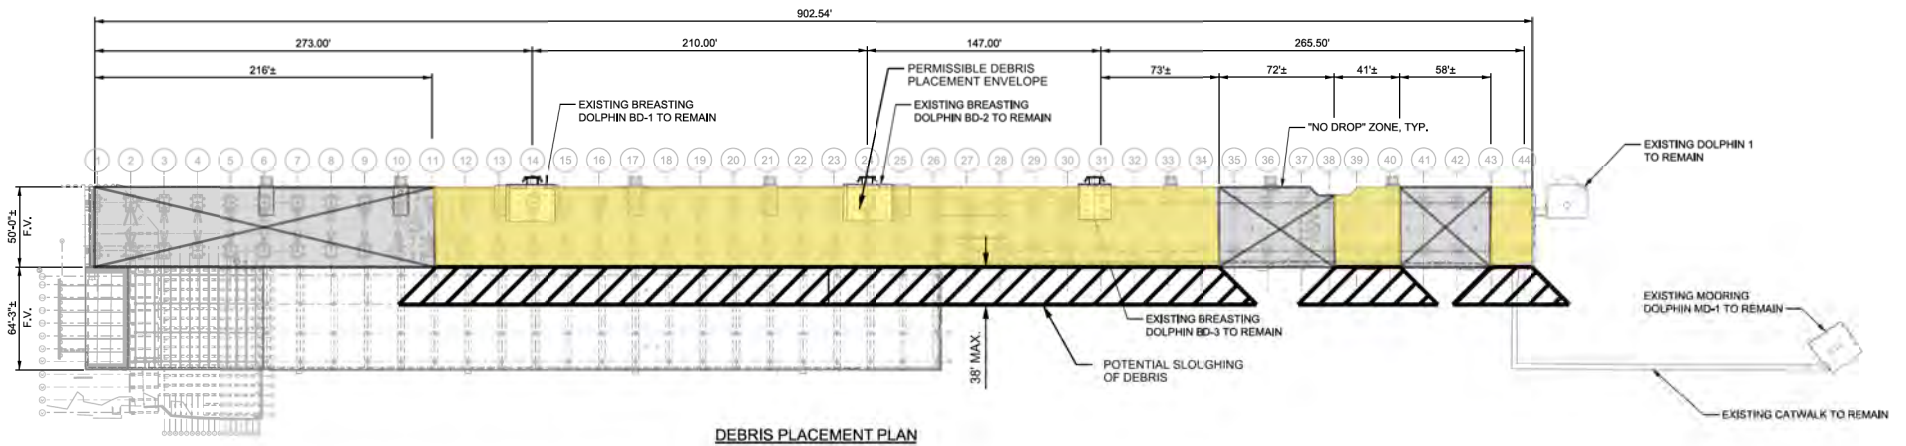 902.54'
273.00'
210.00'
147.00'
265.50'
216'±
73'±
72'±
41'±
58'±
PERMISSIBLE DEBRIS
PLACEMENT ENVELOPE
EXISTING BREASTING
DOLPHIN BD-1 TO REMAIN
EXISTING BREASTING
DOLPHIN BD-2 TO REMAIN
"NO DROP" ZONE, TYP.
EXISTING DOLPHIN 1
TO REMAIN
1 2 3 4 5 6 7 8 9 10 11 12 13 14 15 16 17 18 19 20 21 22 23 24 25 26 27 28 29 30 31 32 33 34 35 36 37 38 39 40 41 42 43 44
50'-0"±
F.V.
64'-3"±
F.V.
38' MAX.
EXISTING BREASTING
DOLPHIN BD-3 TO REMAIN
POTENTIAL SLOUGHING
OF DEBRIS
EXISTING MOORING
DOLPHIN MD-1 TO REMAIN
EXISTING CATWALK TO REMAIN
DEBRIS PLACEMENT PLAN